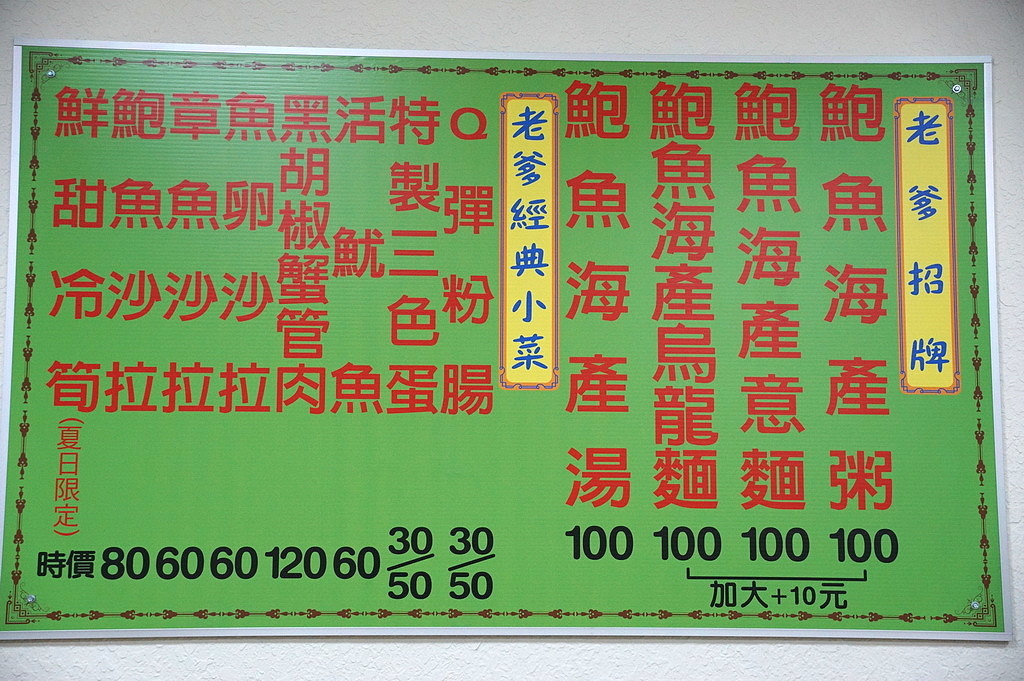 老爹招牌
鮑魚海產粥
100
鮑魚海產意麵
100
鮑魚海產烏龍麵
100
加大+10元
鮑魚海產湯
100
老爹經典小菜
Q彈粉腸
30/50
特製三色蛋
30/50
活魷魚
60
黑胡椒蟹管肉
120
魚卵沙拉
60
章魚沙拉
60
鮑魚沙拉
80
鮮甜冷筍
(夏日限定)
時價